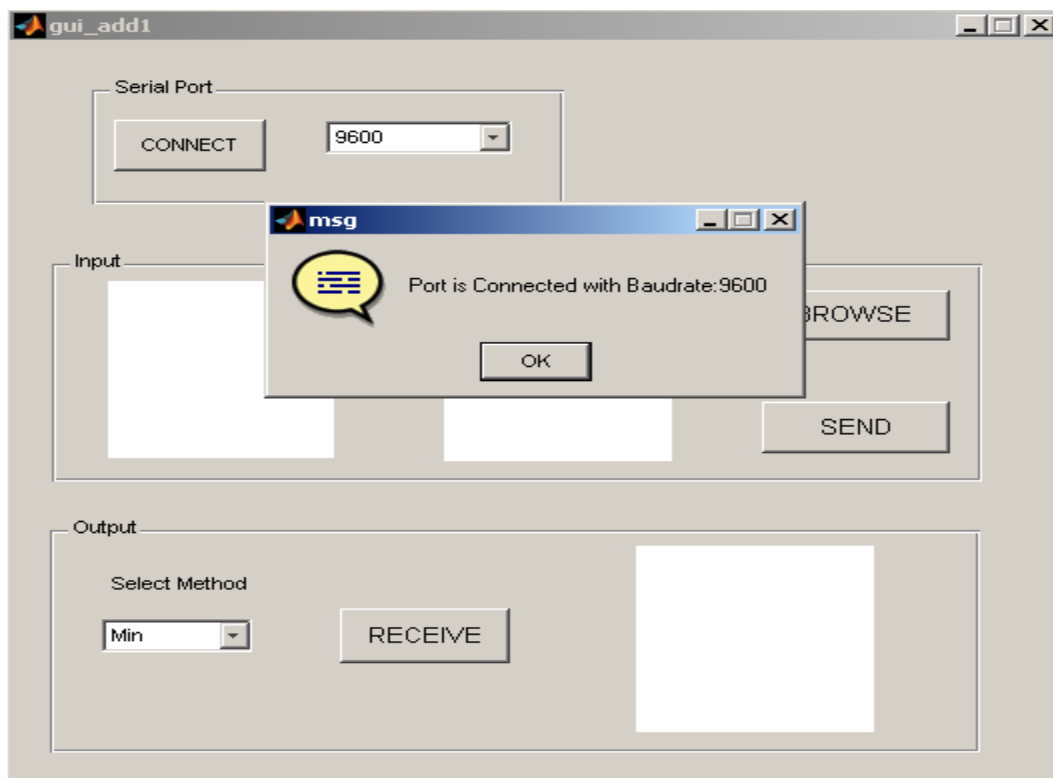 gui_add1
Serial Port
CONNECT
9600
msg
Port is Connected with Baudrate:9600
OK
Input
BROWSE
SEND
Output
Select Method
Min
RECEIVE